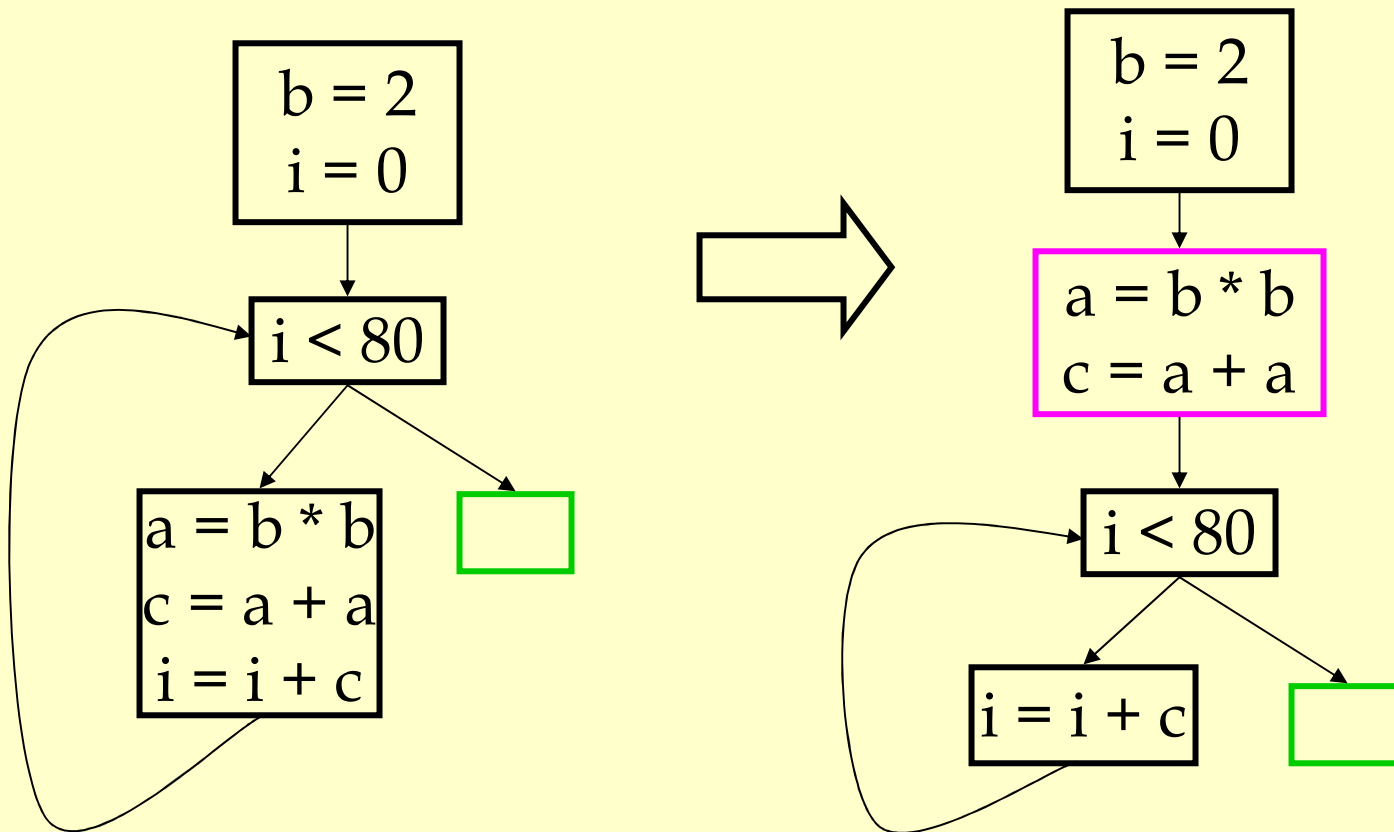 b = 2
i = 0
i < 80
a = b * b
c = a + a
i = i + c
b = 2
i = 0
a = b * b
c = a + a
i < 80
i = i + c